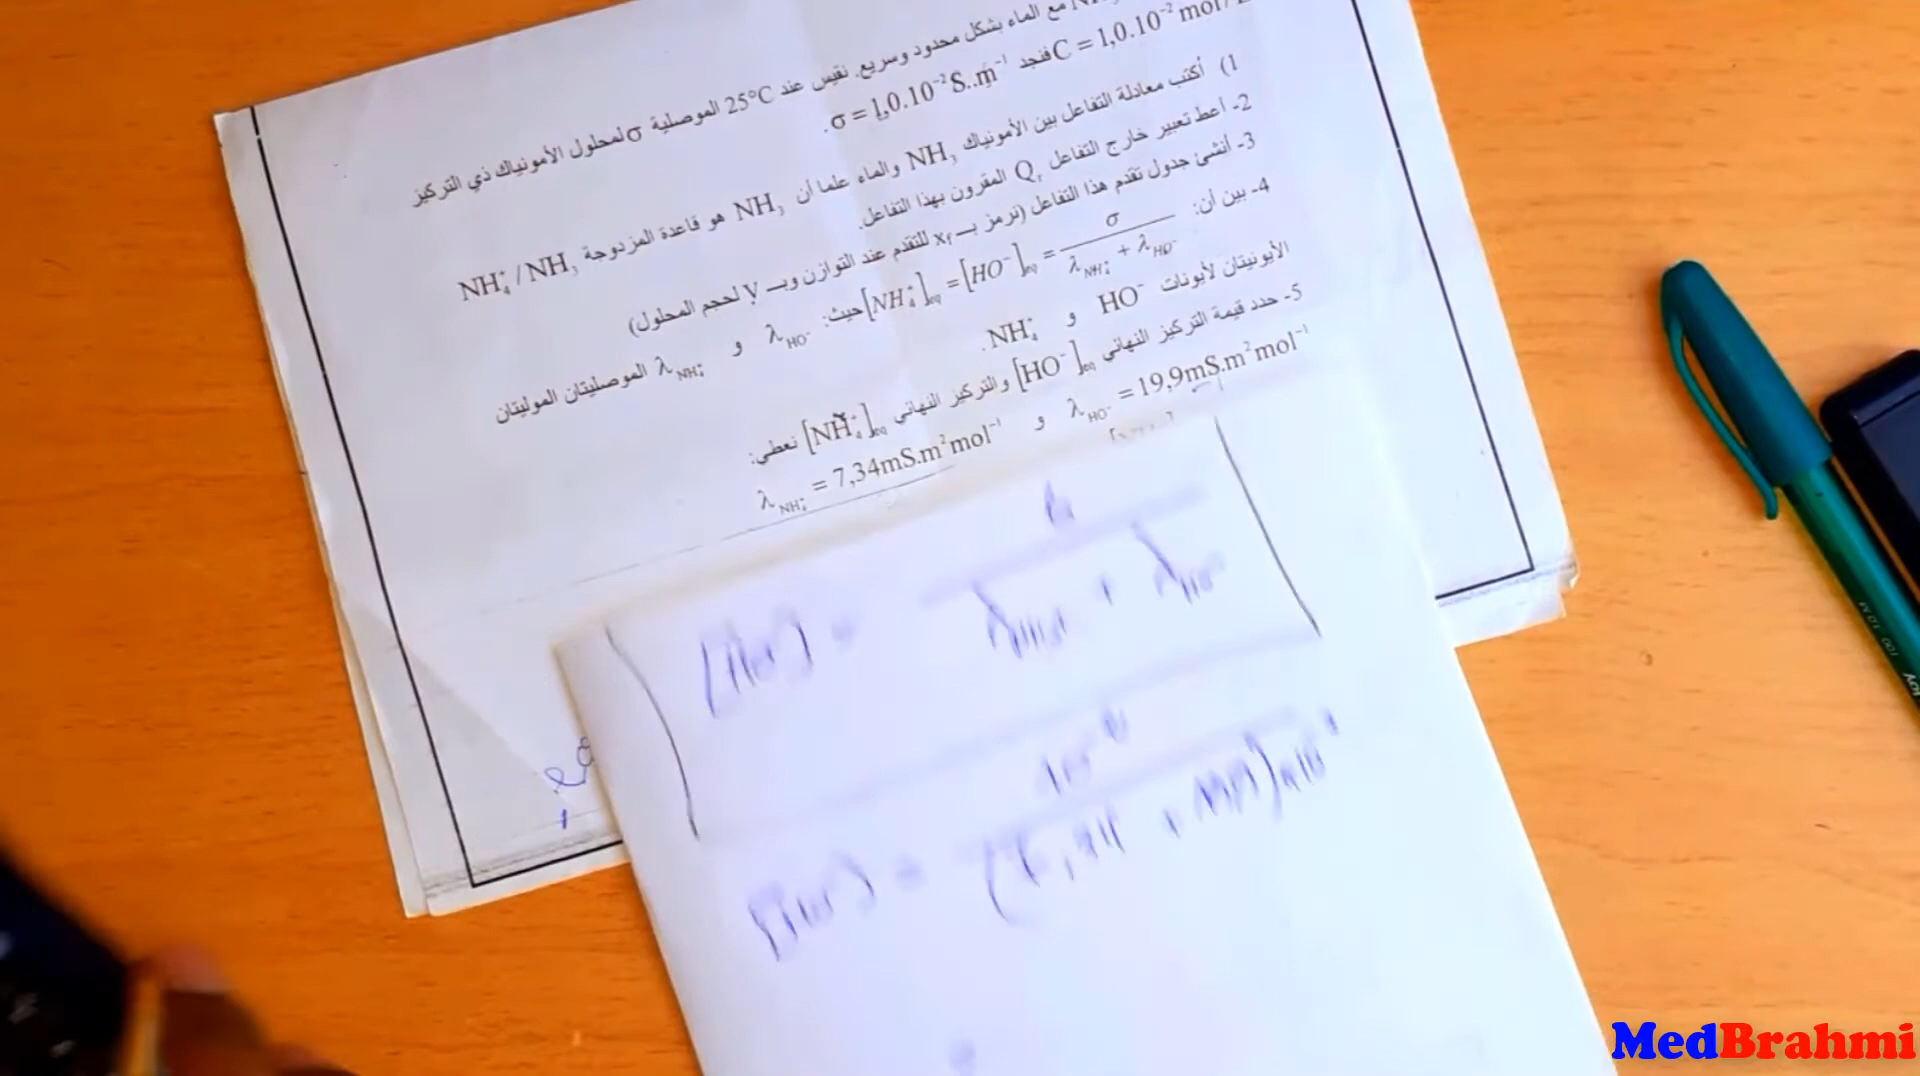 NH₃ مع الماء بشكل محدود وسريع. نقيس عند 25°C الموصلية σ لمحلول الأمونياك ذي التركيز
C = 1,0.10⁻² mol/L فنجد σ = 1,0.10⁻² S..m⁻¹ .
1) أكتب معادلة التفاعل بين الأمونياك NH₃ والماء علما أن NH₃ هو قاعدة المزدوجة NH₄⁺ / NH₃
2- أعط تعبير خارج التفاعل Qᵣ المقرون بهذا التفاعل.
3- أنشئ جدول تقدم هذا التفاعل (نرمز بـ xf للتقدم عند التوازن وبـ V لحجم المحلول)
4- بين أن: [NH₄⁺]eq = [HO⁻]eq = σ / (λNH₄⁺ + λHO⁻) حيث: λHO⁻ و λNH₄⁺ الموصليتان الموليتان
الأيونيتان لأيونات HO⁻ و NH₄⁺ .
5- حدد قيمة التركيز النهائي [HO⁻]eq والتركيز النهائي [NH₄⁺]eq نعطي:
λNH₄⁺ = 7,34mS.m²mol⁻¹ و λHO⁻ = 19,9mS.m²mol⁻¹
MedBrahmi